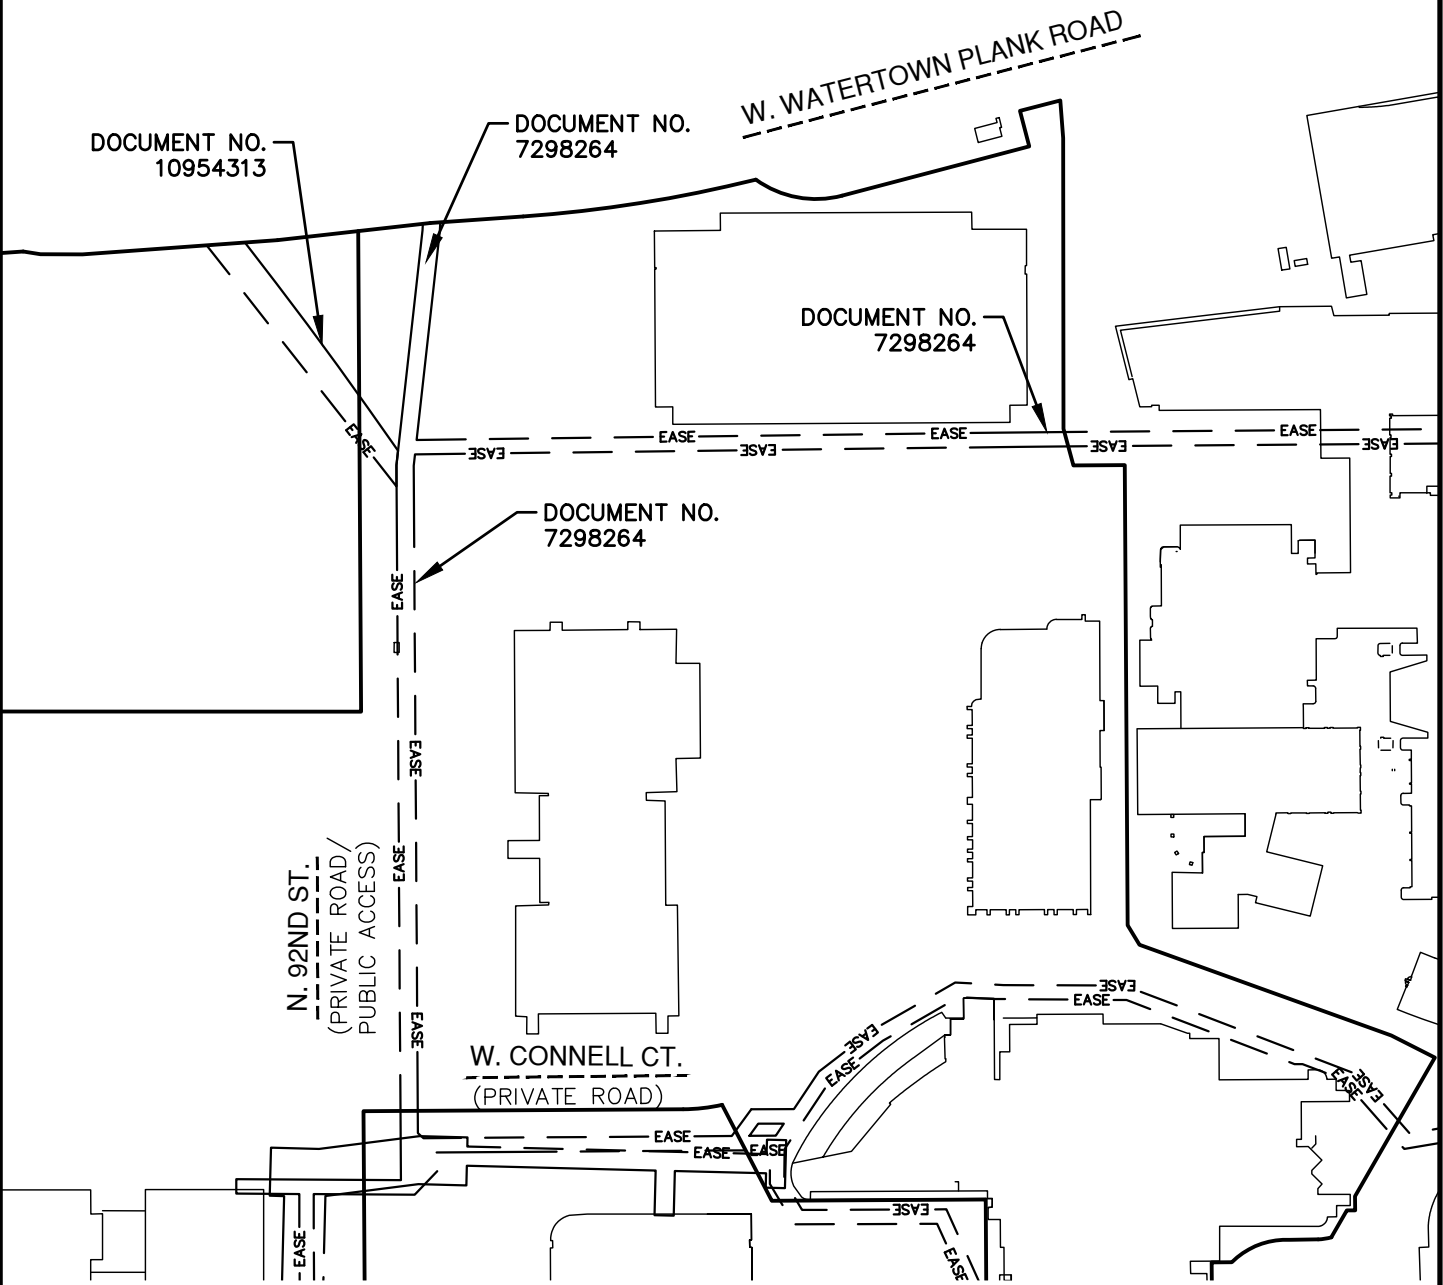 W. WATERTOWN PLANK ROAD
DOCUMENT NO.
10954313
DOCUMENT NO.
7298264
DOCUMENT NO.
7298264
EASE
EASE
EASE
EASE
EASE
EASE
EASE
EASE
DOCUMENT NO.
7298264
EASE
EASE
EASE
N. 92ND ST.
(PRIVATE ROAD/
PUBLIC ACCESS)
EASE
W. CONNELL CT.
(PRIVATE ROAD)
EASE
EASE
EASE
EASE
EASE
EASE
EASE
EASE
EASE
EASE
EASE
EASE